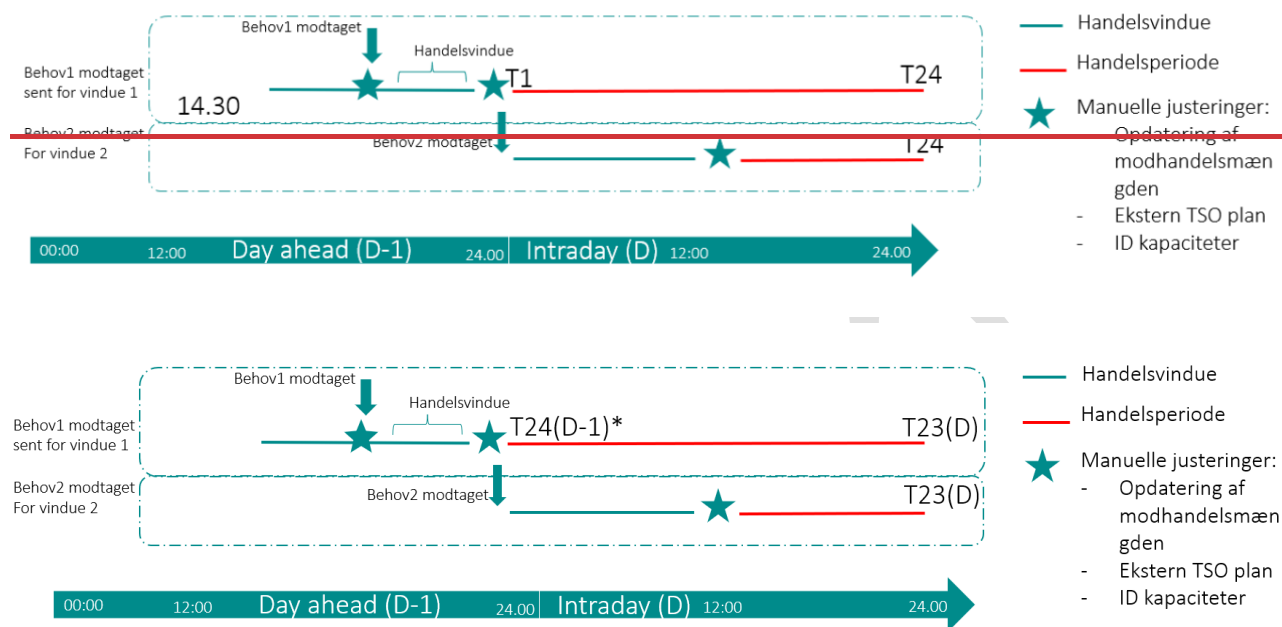 Behov1 modtaget
Handelsvindue
Behov1 modtaget
sent for vindue 1
T1
T24
14.30
Behov2 modtaget
For vindue 2
Behov2 modtaget
T24
00:00
12:00
Day ahead (D-1)
24.00
Intraday (D)
12:00
24.00
Handelsvindue
Handelsperiode
Manuelle justeringer:
Opdatering af
modhandelsmæn
gden
- Ekstern TSO plan
- ID kapaciteter
Behov1 modtaget
Handelsvindue
Behov1 modtaget
sent for vindue 1
T24(D-1)*
T23(D)
Behov2 modtaget
For vindue 2
Behov2 modtaget
T23(D)
00:00
12:00
Day ahead (D-1)
24.00
Intraday (D)
12:00
24.00
Handelsvindue
Handelsperiode
Manuelle justeringer:
- Opdatering af
modhandelsmæn
gden
- Ekstern TSO plan
- ID kapaciteter